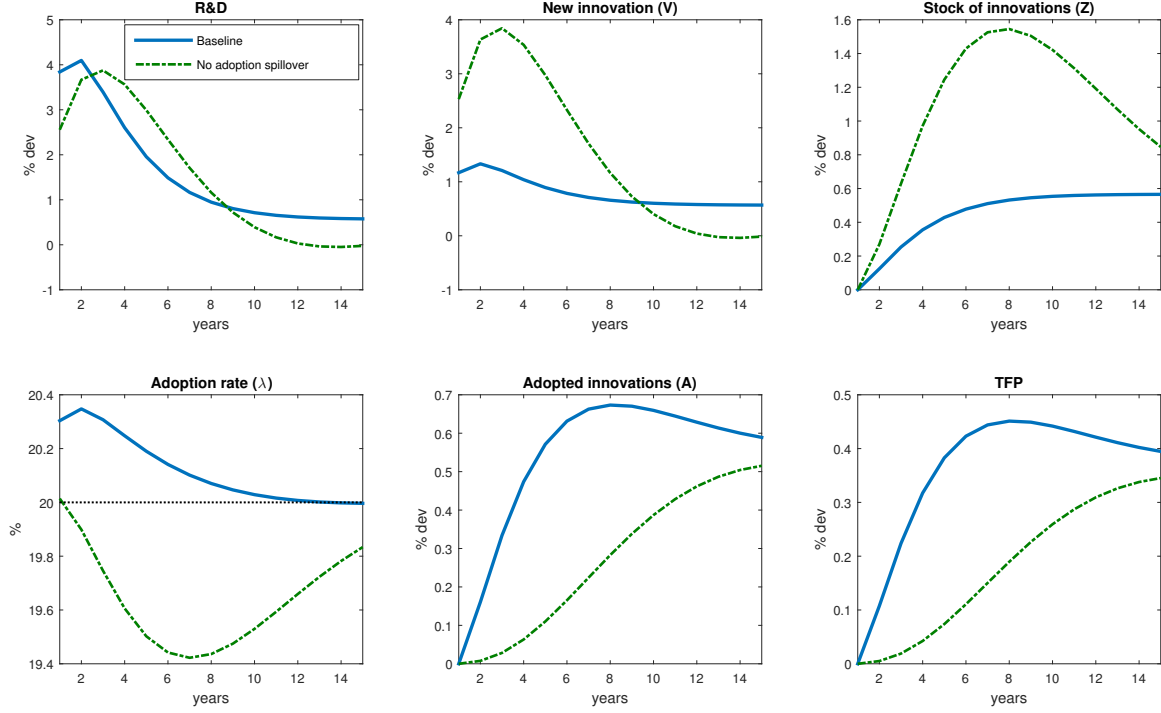 R&D
5
4
3
2
1
0
-1
% dev
2 4 6 8 10 12 14
years
Baseline
No adoption spillover
New innovation (V)
4
3
2
1
0
-1
% dev
2 4 6 8 10 12 14
years
Stock of innovations (Z)
1.6
1.4
1.2
1
0.8
0.6
0.4
0.2
0
% dev
2 4 6 8 10 12 14
years
Adoption rate (λ)
20.4
20.2
20
19.8
19.6
19.4
%
2 4 6 8 10 12 14
years
Adopted innovations (A)
0.7
0.6
0.5
0.4
0.3
0.2
0.1
0
% dev
2 4 6 8 10 12 14
years
TFP
0.5
0.4
0.3
0.2
0.1
0
% dev
2 4 6 8 10 12 14
years